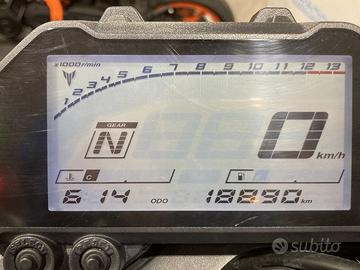 x1000r/min
1 2 3 4 5 6 7 8 9 10 11 12 13
GEAR
N
0 km/h
C
6:14 ODO 18890 km
subito